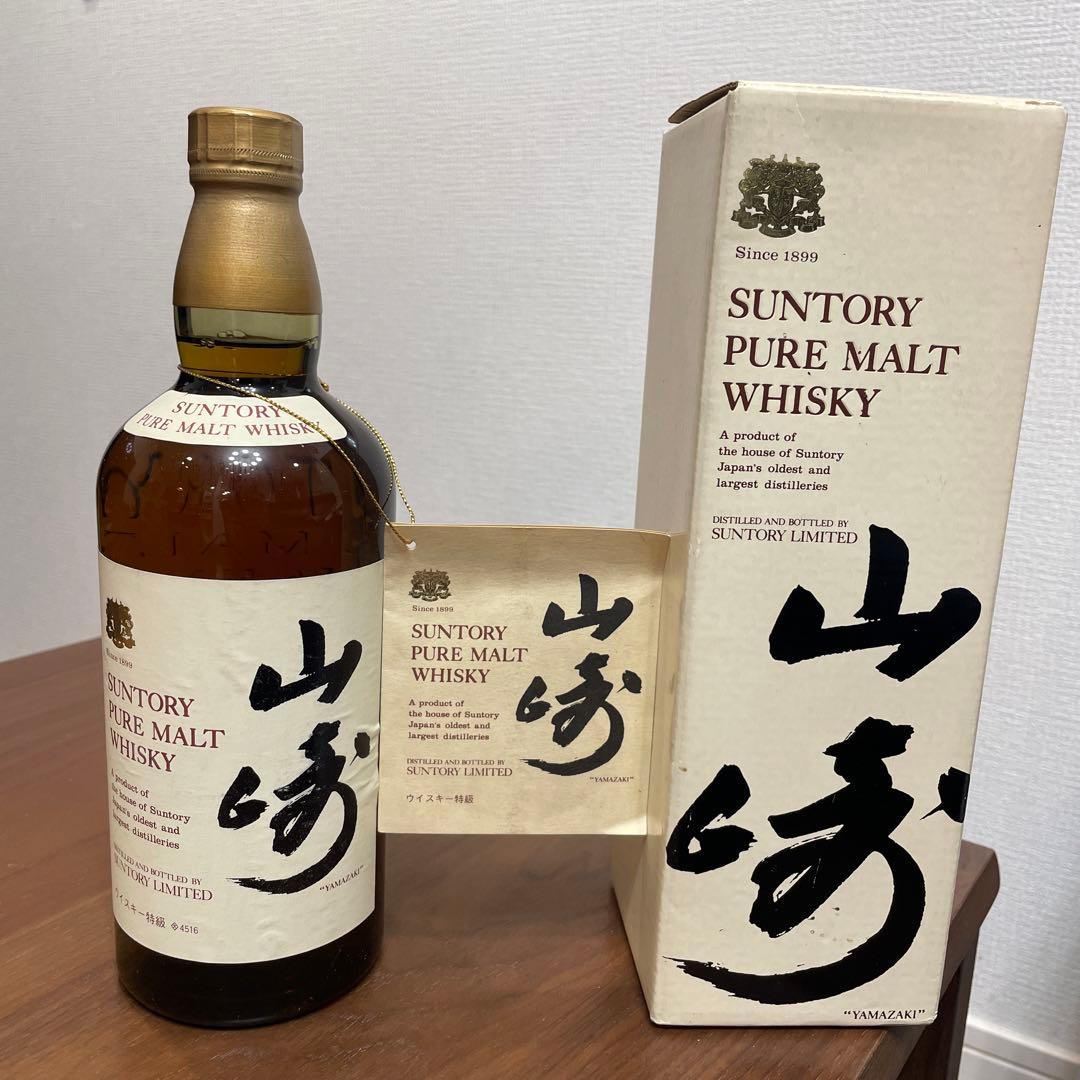 SUNTORY
PURE MALT WHISKY
Since 1899
SUNTORY
PURE MALT
WHISKY
A product of
the house of Suntory
Japan's oldest and
largest distilleries
DISTILLED AND BOTTLED BY
SUNTORY LIMITED
ウイスキー特級 4516
山崎
"YAMAZAKI"
Since 1899
SUNTORY
PURE MALT
WHISKY
A product of
the house of Suntory
Japan's oldest and
largest distilleries
DISTILLED AND BOTTLED BY
SUNTORY LIMITED
ウイスキー特級
山崎
"YAMAZAKI"
Since 1899
SUNTORY
PURE MALT
WHISKY
A product of
the house of Suntory
Japan's oldest and
largest distilleries
DISTILLED AND BOTTLED BY
SUNTORY LIMITED
山崎
"YAMAZAKI"